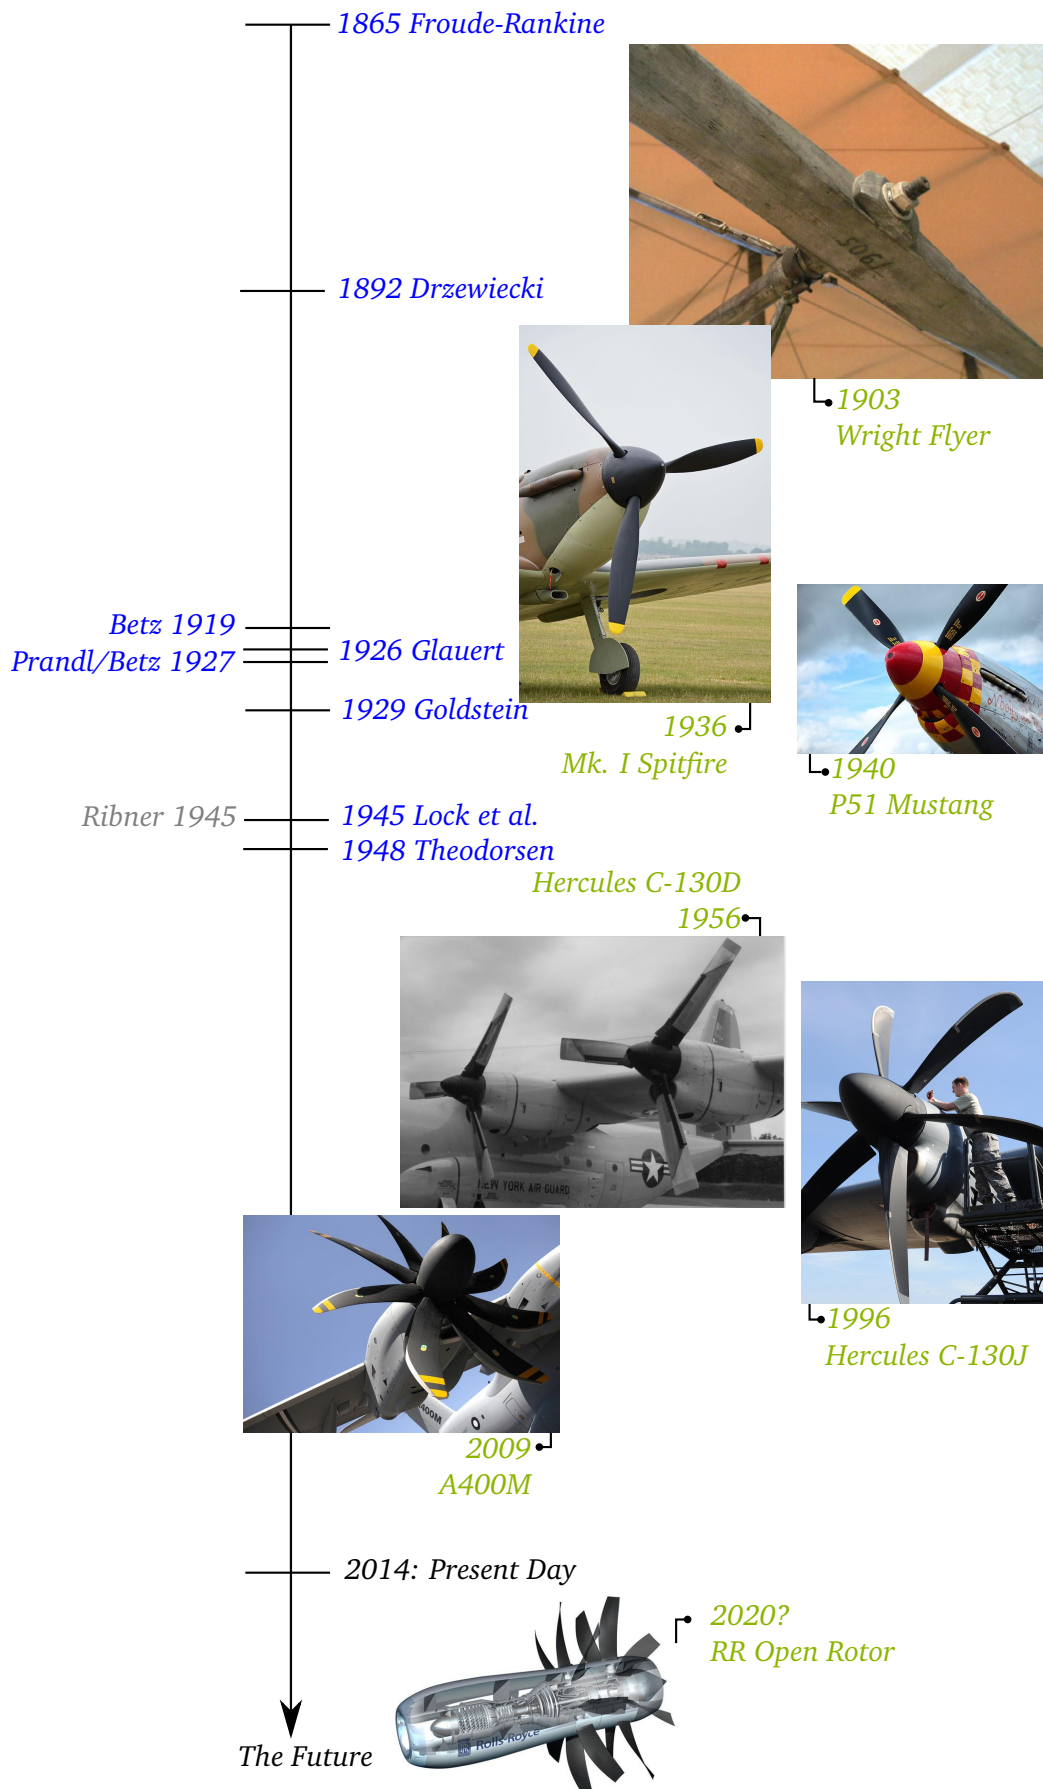 1865 Froude-Rankine
1905
1892 Drzewiecki
1903
Wright Flyer
Betz 1919
1926 Glauert
Prandl/Betz 1927
1929 Goldstein
1936
Mk. I Spitfire
1940
P51 Mustang
Ribner 1945
1945 Lock et al.
1948 Theodorsen
Hercules C-130D
1956
NEW YORK AIR GUARD
1996
Hercules C-130J
400M
2009
A400M
2014: Present Day
2020?
RR Open Rotor
Rolls-Royce
The Future